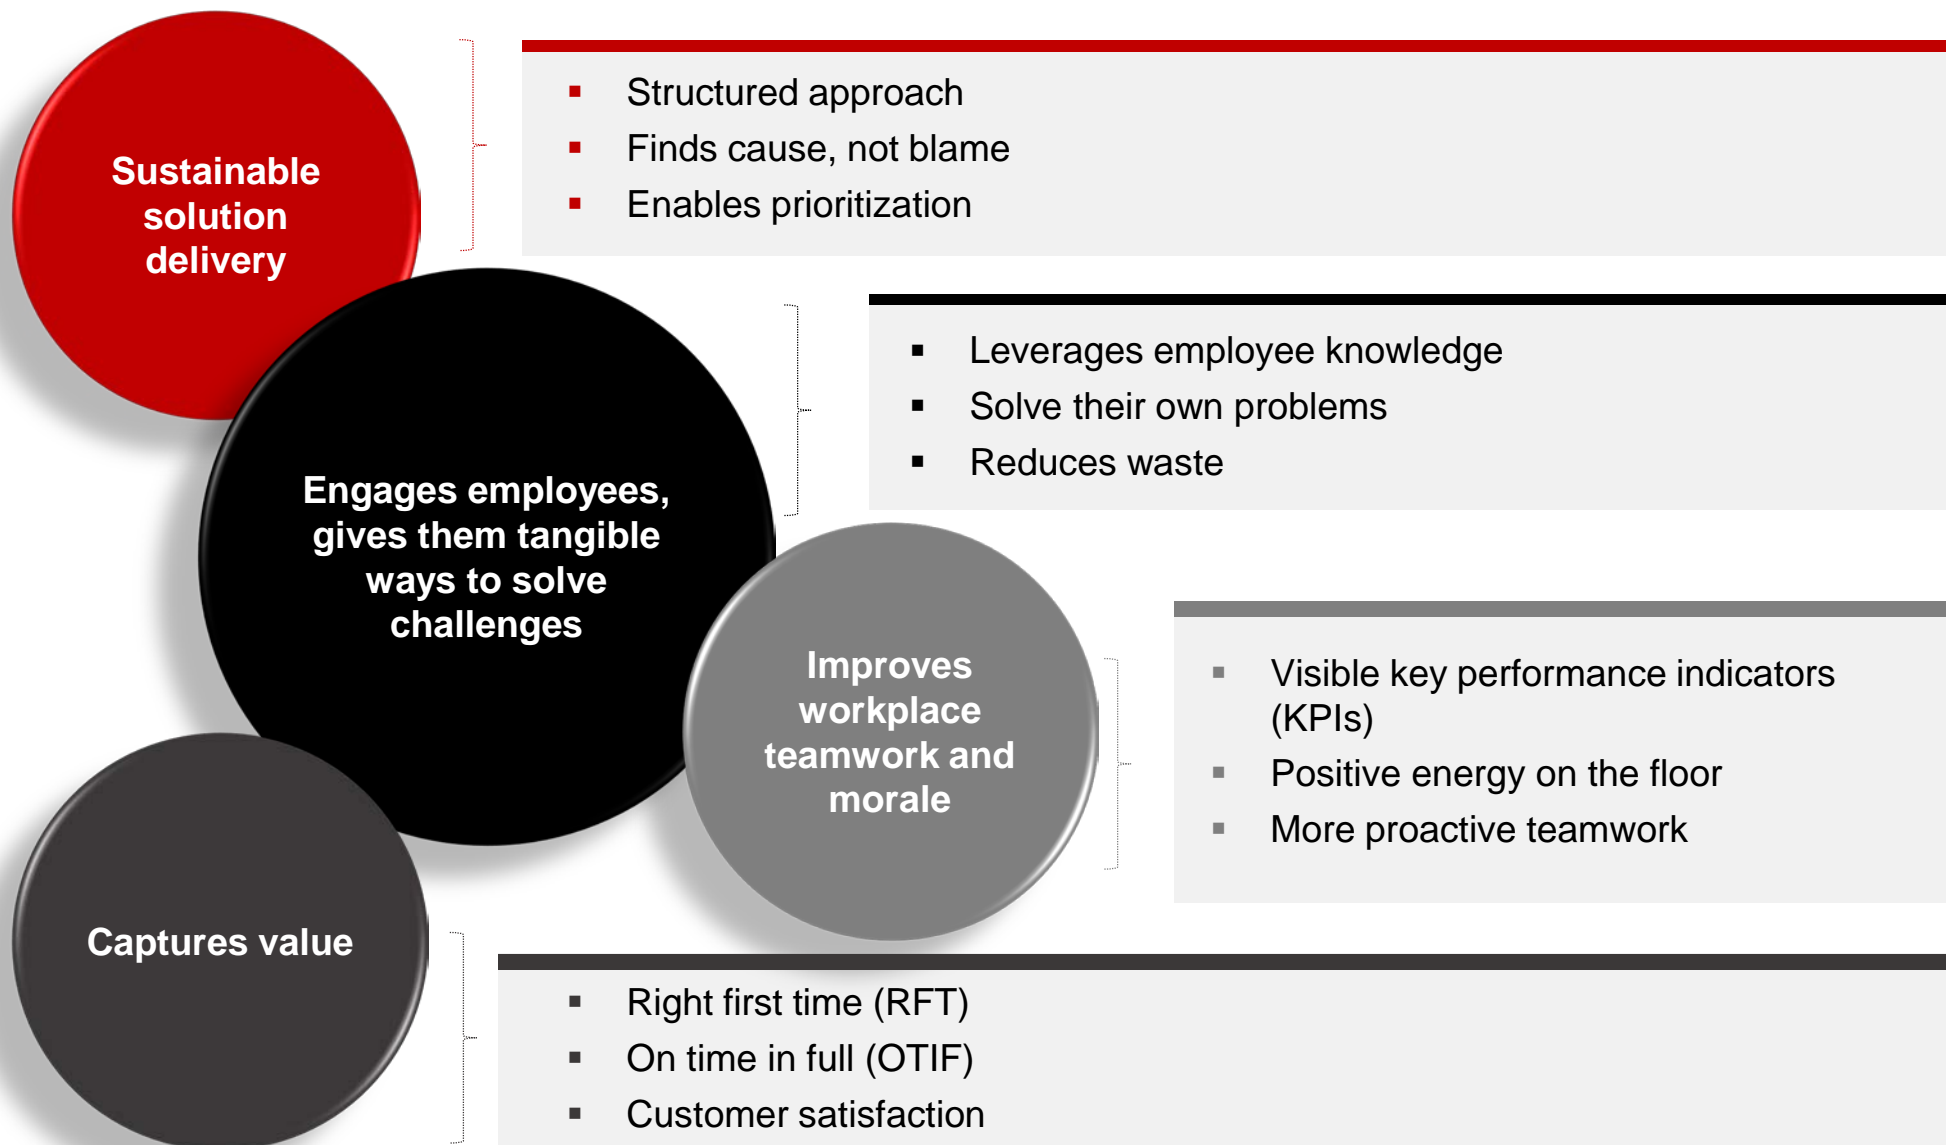 Sustainable
solution
delivery
Structured approach
Finds cause, not blame
Enables prioritization
Engages employees,
gives them tangible
ways to solve
challenges
Leverages employee knowledge
Solve their own problems
Reduces waste
Improves
workplace
teamwork and
morale
Visible key performance indicators
(KPIs)
Positive energy on the floor
More proactive teamwork
Captures value
Right first time (RFT)
On time in full (OTIF)
Customer satisfaction